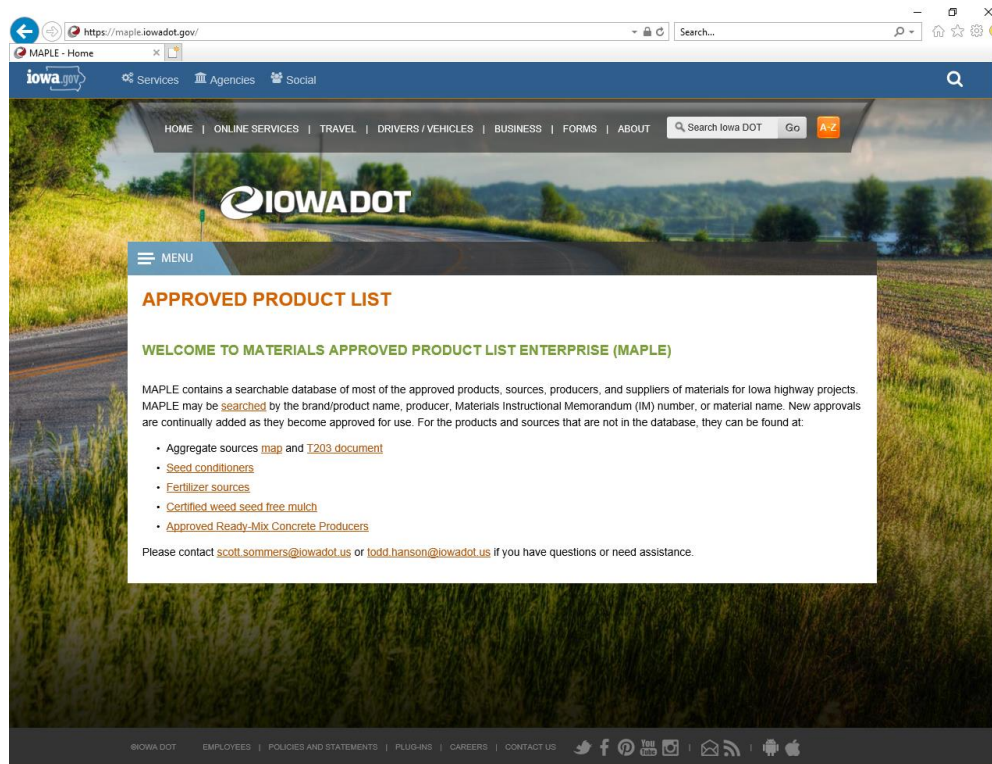 https://maple.iowadot.gov/
Search...
MAPLE - Home
iowa.gov
Services
Agencies
Social
HOME | ONLINE SERVICES | TRAVEL | DRIVERS / VEHICLES | BUSINESS | FORMS | ABOUT
Search Iowa DOT
Go
A-Z
IOWADOT
MENU
APPROVED PRODUCT LIST
WELCOME TO MATERIALS APPROVED PRODUCT LIST ENTERPRISE (MAPLE)
MAPLE contains a searchable database of most of the approved products, sources, producers, and suppliers of materials for Iowa highway projects.
MAPLE may be searched by the brand/product name, producer, Materials Instructional Memorandum (IM) number, or material name. New approvals
are continually added as they become approved for use. For the products and sources that are not in the database, they can be found at:
• Aggregate sources map and T203 document
• Seed conditioners
• Fertilizer sources
• Certified weed seed free mulch
• Approved Ready-Mix Concrete Producers
Please contact scott.sommers@iowadot.us or todd.hanson@iowadot.us if you have questions or need assistance.
©IOWA DOT
EMPLOYEES | POLICIES AND STATEMENTS | PLUG-INS | CAREERS | CONTACT US
You Tube